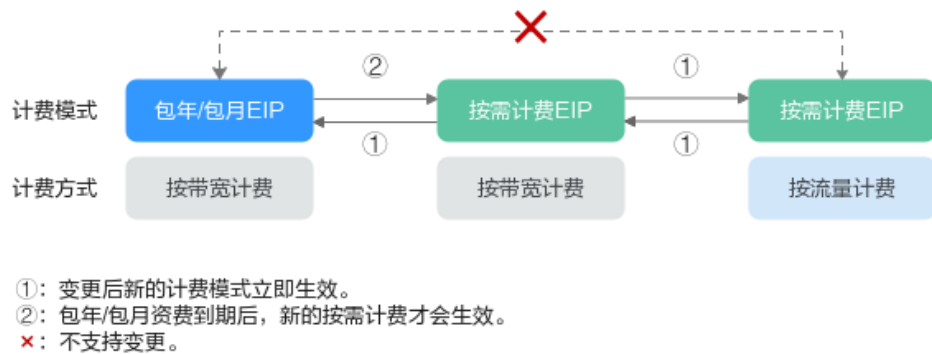 ② ①
计费模式 包年/包月EIP 按需计费EIP 按需计费EIP
① ①
计费方式 按带宽计费 按带宽计费 按流量计费
①：变更后新的计费模式立即生效。
②：包年/包月资费到期后，新的按需计费才会生效。
×：不支持变更。